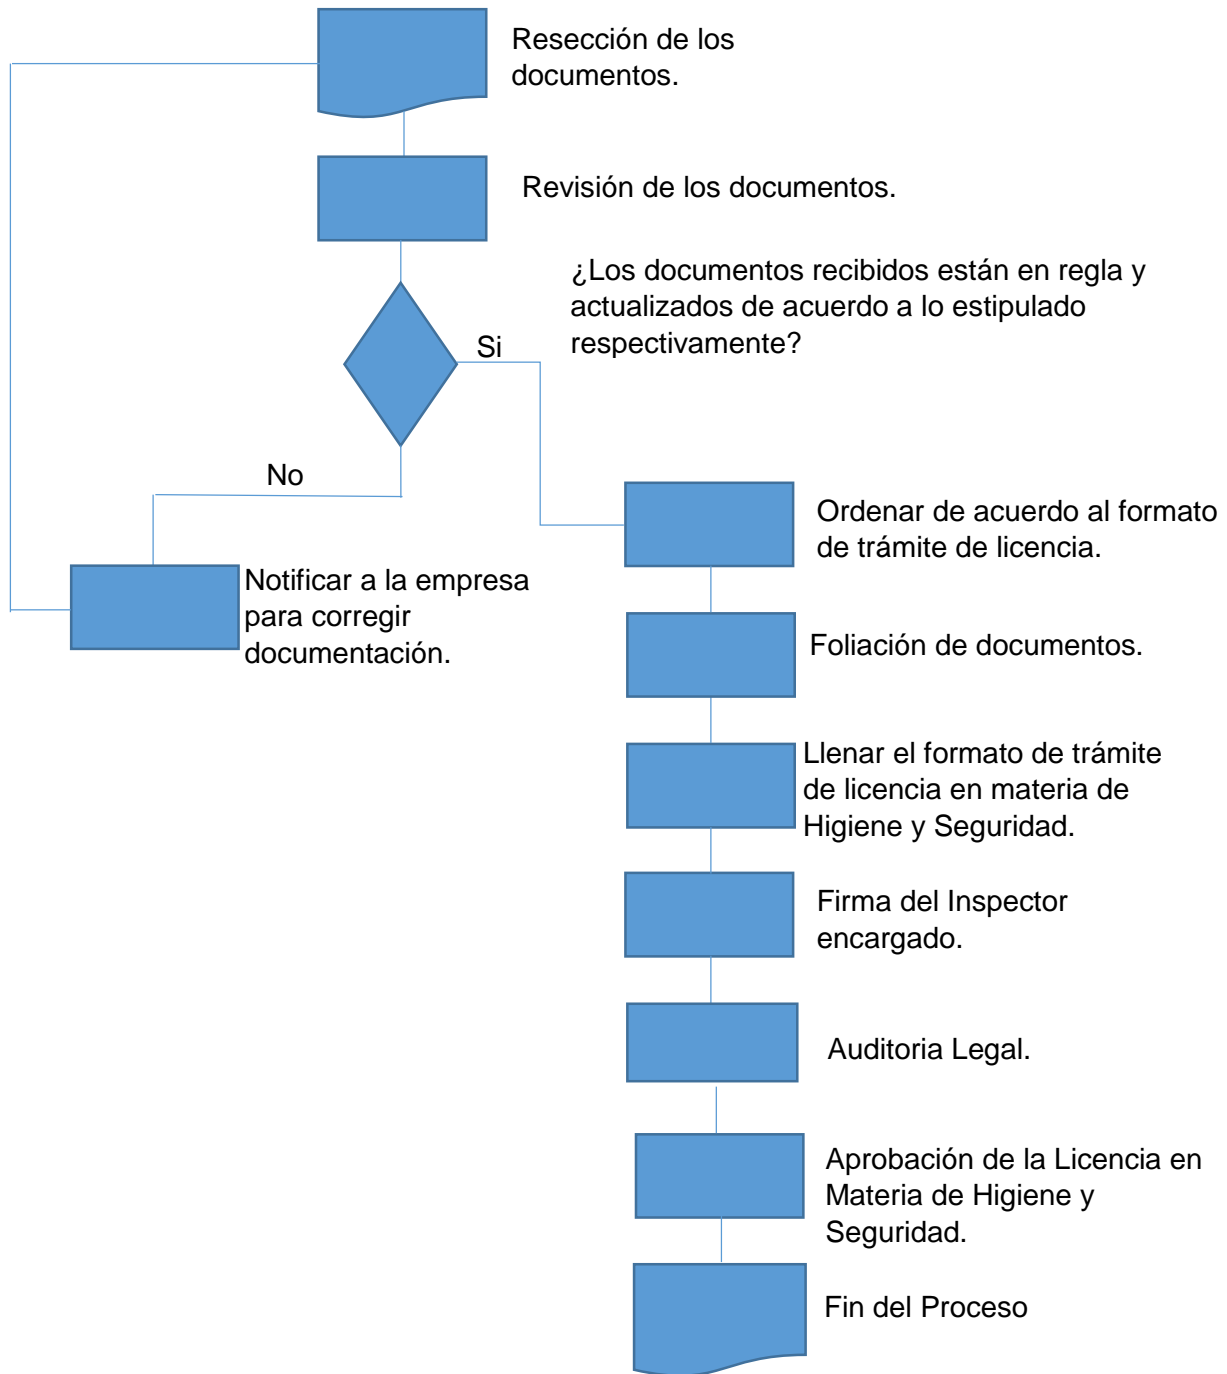 Resección de los
documentos.
Revisión de los documentos.
¿Los documentos recibidos están en regla y
actualizados de acuerdo a lo estipulado
respectivamente?
Si
No
Notificar a la empresa
para corregir
documentación.
Ordenar de acuerdo al formato
de trámite de licencia.
Foliación de documentos.
Llenar el formato de trámite
de licencia en materia de
Higiene y Seguridad.
Firma del Inspector
encargado.
Auditoria Legal.
Aprobación de la Licencia en
Materia de Higiene y
Seguridad.
Fin del Proceso